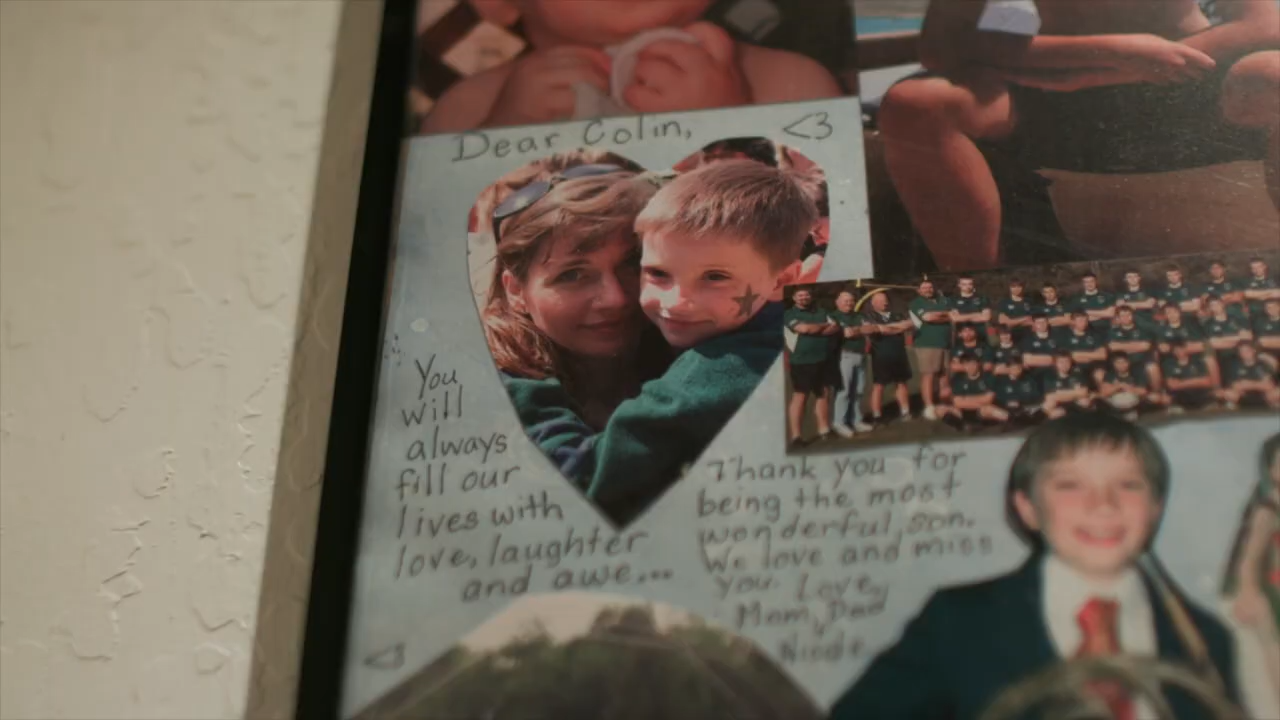 Dear Colin, <3
You
will
always
fill our
lives with
love, laughter
and awe...
Thank you for
being the most
wonderful son.
We love and miss
you. Love,
Mom, Dad
Nicole